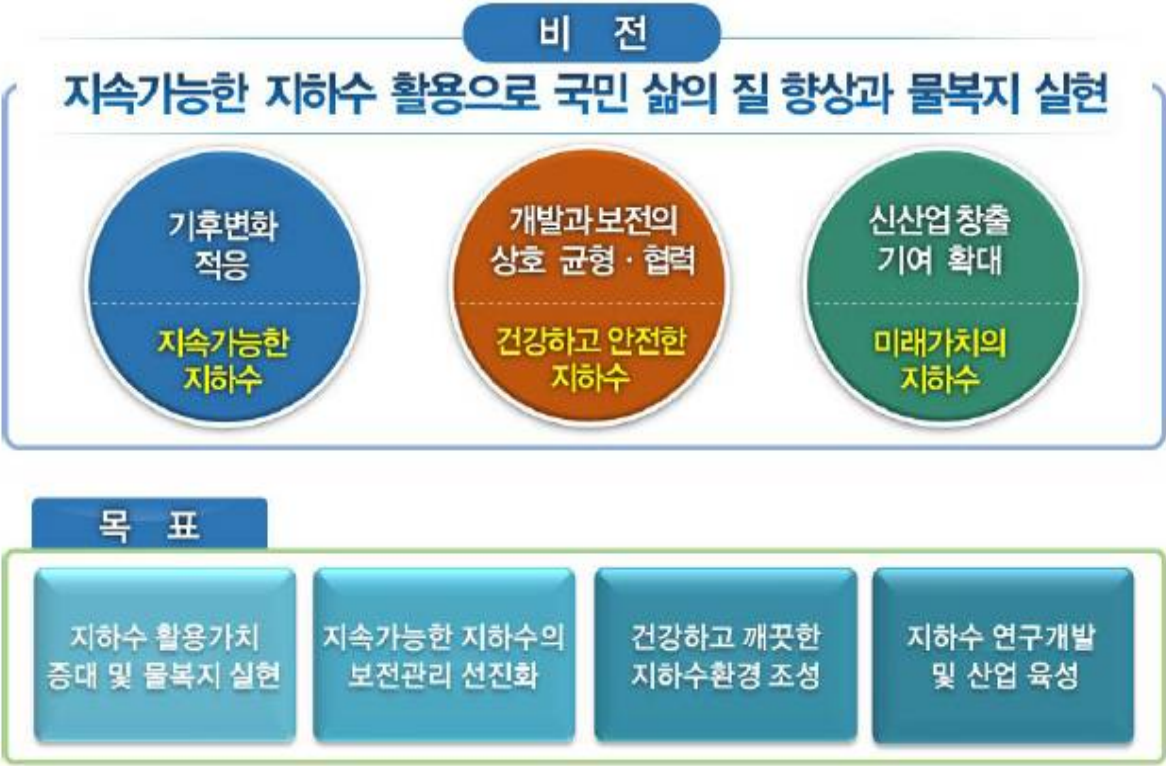 비 전
지속가능한 지하수 활용으로 국민 삶의 질 향상과 물복지 실현
기후변화
적응
지속가능한
지하수
개발과 보전의
상호 균형 · 협력
건강하고 안전한
지하수
신산업 창출
기여 확대
미래가치의
지하수
목 표
지하수 활용가치
증대 및 물복지 실현
지속가능한 지하수의
보전관리 선진화
건강하고 깨끗한
지하수환경 조성
지하수 연구개발
및 산업 육성